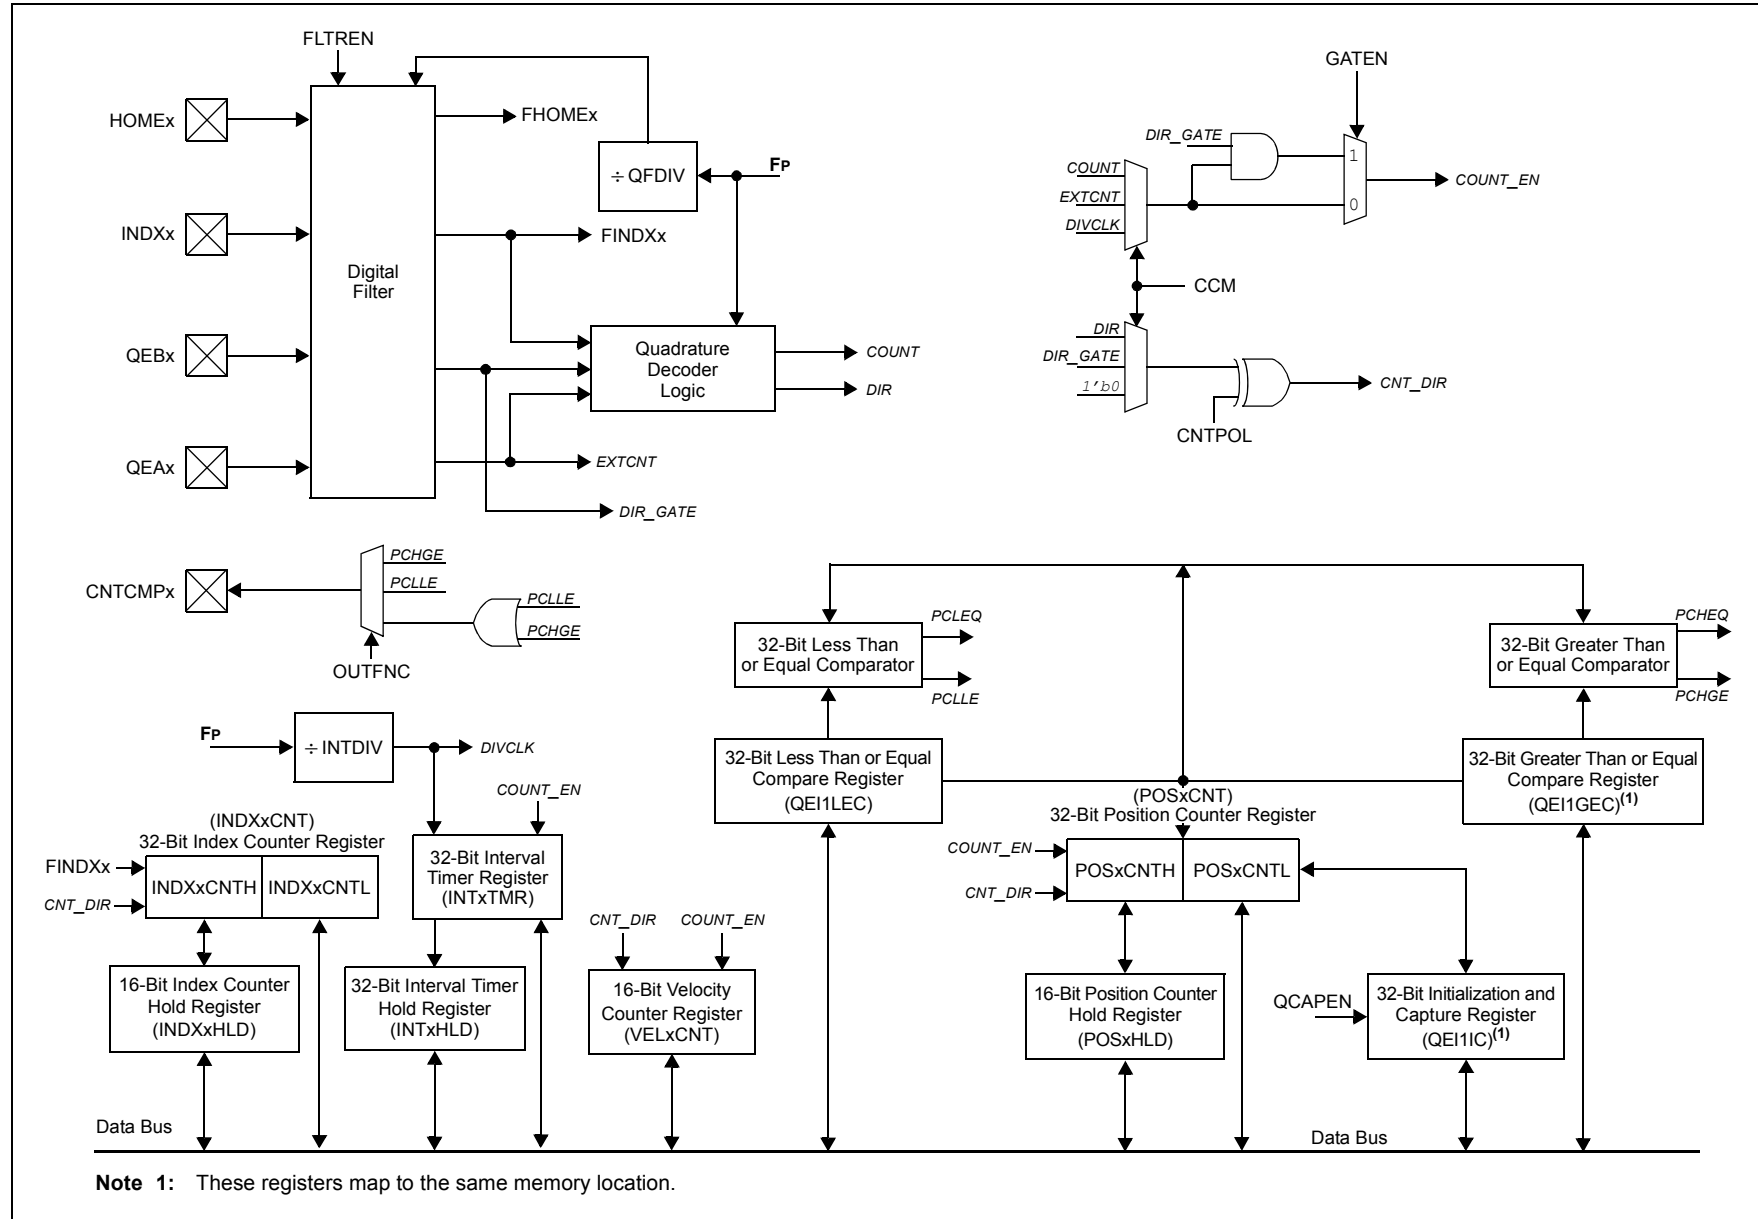 FLTREN
HOMEx
FHOMEx
÷ QFDIV
FP
INDXx
FINDXx
Digital
Filter
QEBx
Quadrature
Decoder
Logic
COUNT
DIR
QEAx
EXTCNT
DIR_GATE
GATEN
DIR_GATE
COUNT
EXTCNT
DIVCLK
1
0
COUNT_EN
CCM
DIR
DIR_GATE
1'b0
CNT_DIR
CNTPOL
CNTCMPx
PCHGE
PCLLE
PCLLE
PCHGE
OUTFNC
32-Bit Less Than
or Equal Comparator
PCLEQ
PCLLE
32-Bit Greater Than
or Equal Comparator
PCHEQ
PCHGE
FP
÷ INTDIV
DIVCLK
COUNT_EN
32-Bit Less Than or Equal
Compare Register
(QEI1LEC)
32-Bit Greater Than or Equal
Compare Register
(QEI1GEC)(1)
(INDXxCNT)
32-Bit Index Counter Register
FINDXx
CNT_DIR
INDXxCNTH
INDXxCNTL
32-Bit Interval
Timer Register
(INTxTMR)
(POSxCNT)
32-Bit Position Counter Register
COUNT_EN
CNT_DIR
POSxCNTH
POSxCNTL
CNT_DIR
COUNT_EN
16-Bit Index Counter
Hold Register
(INDXxHLD)
32-Bit Interval Timer
Hold Register
(INTxHLD)
16-Bit Velocity
Counter Register
(VELxCNT)
16-Bit Position Counter
Hold Register
(POSxHLD)
QCAPEN
32-Bit Initialization and
Capture Register
(QEI1IC)(1)
Data Bus
Data Bus
Note 1: These registers map to the same memory location.